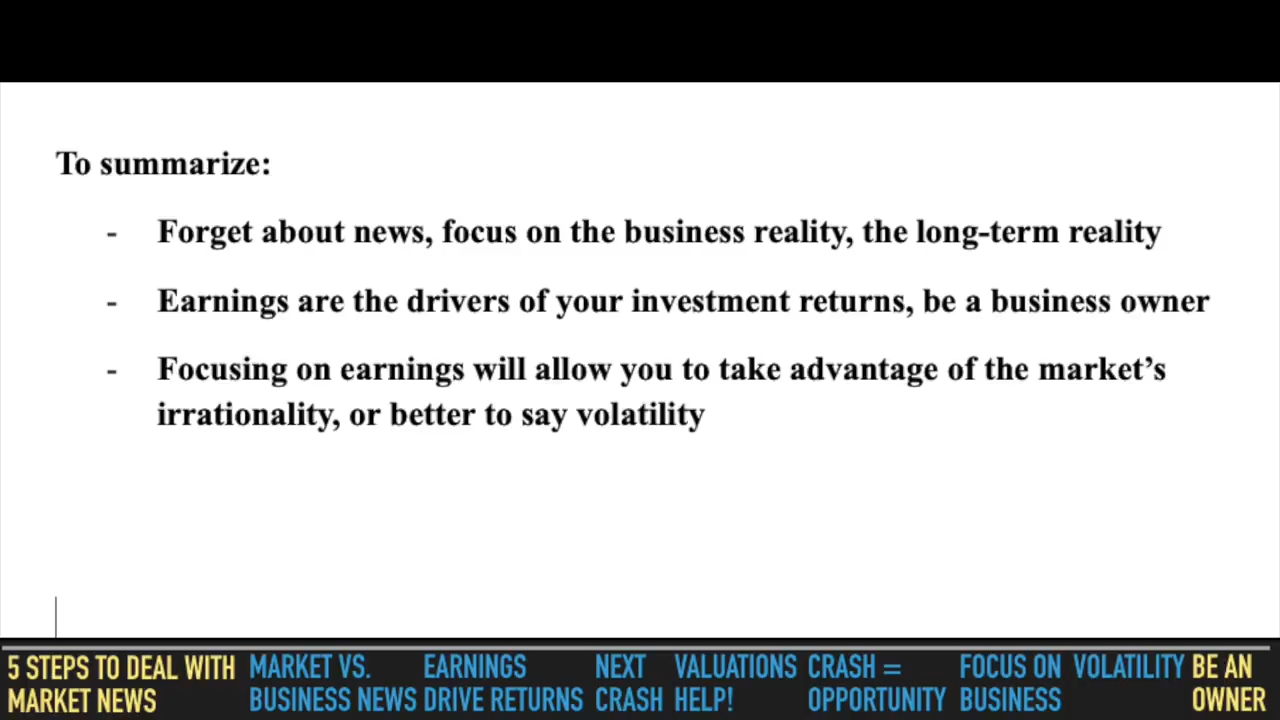 To summarize:
- Forget about news, focus on the business reality, the long-term reality
- Earnings are the drivers of your investment returns, be a business owner
- Focusing on earnings will allow you to take advantage of the market’s
irrationality, or better to say volatility
5 STEPS TO DEAL WITH
MARKET NEWS
MARKET VS.
BUSINESS NEWS
EARNINGS
DRIVE RETURNS
NEXT
CRASH
VALUATIONS
HELP!
CRASH =
OPPORTUNITY
FOCUS ON
BUSINESS
VOLATILITY
BE AN
OWNER